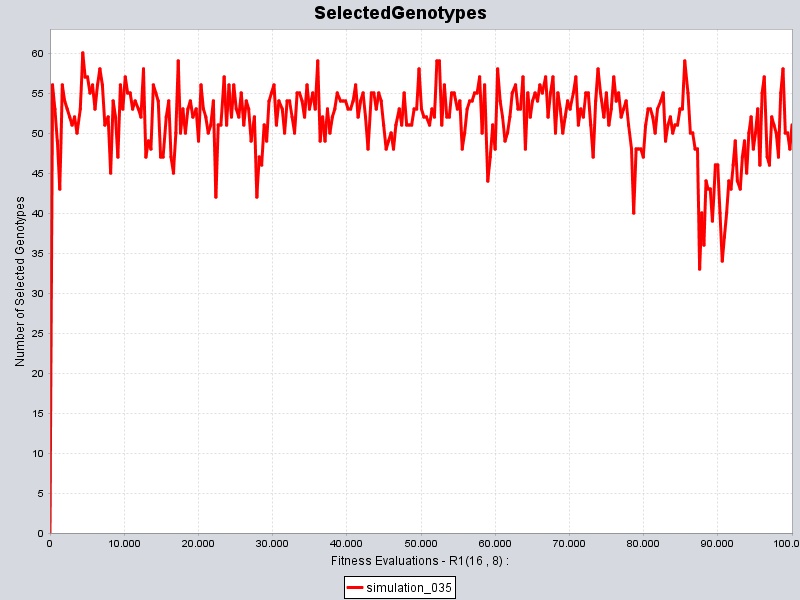 SelectedGenotypes
Number of Selected Genotypes
60
55
50
45
40
35
30
25
20
15
10
5
0
0 10.000 20.000 30.000 40.000 50.000 60.000 70.000 80.000 90.000 100.0
Fitness Evaluations - R1(16 , 8) :
simulation_035